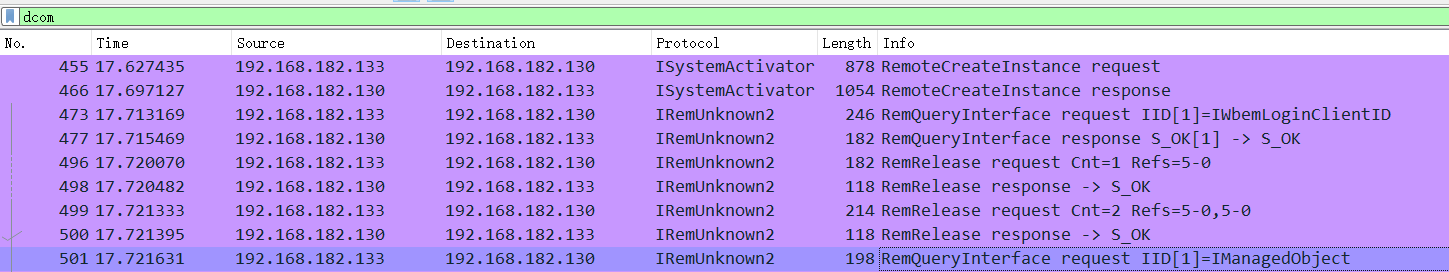 dcom
No. Time Source Destination Protocol Length Info
455 17.627435 192.168.182.133 192.168.182.130 ISystemActivator 878 RemoteCreateInstance request
466 17.697127 192.168.182.130 192.168.182.133 ISystemActivator 1054 RemoteCreateInstance response
473 17.713169 192.168.182.133 192.168.182.130 IRemUnknown2 246 RemQueryInterface request IID[1]=IWbemLoginClientID
477 17.715469 192.168.182.130 192.168.182.133 IRemUnknown2 182 RemQueryInterface response S_OK[1] -> S_OK
496 17.720070 192.168.182.133 192.168.182.130 IRemUnknown2 182 RemRelease request Cnt=1 Refs=5-0
498 17.720482 192.168.182.130 192.168.182.133 IRemUnknown2 118 RemRelease response -> S_OK
499 17.721333 192.168.182.133 192.168.182.130 IRemUnknown2 214 RemRelease request Cnt=2 Refs=5-0,5-0
500 17.721395 192.168.182.130 192.168.182.133 IRemUnknown2 118 RemRelease response -> S_OK
501 17.721631 192.168.182.133 192.168.182.130 IRemUnknown2 198 RemQueryInterface request IID[1]=IManagedObject